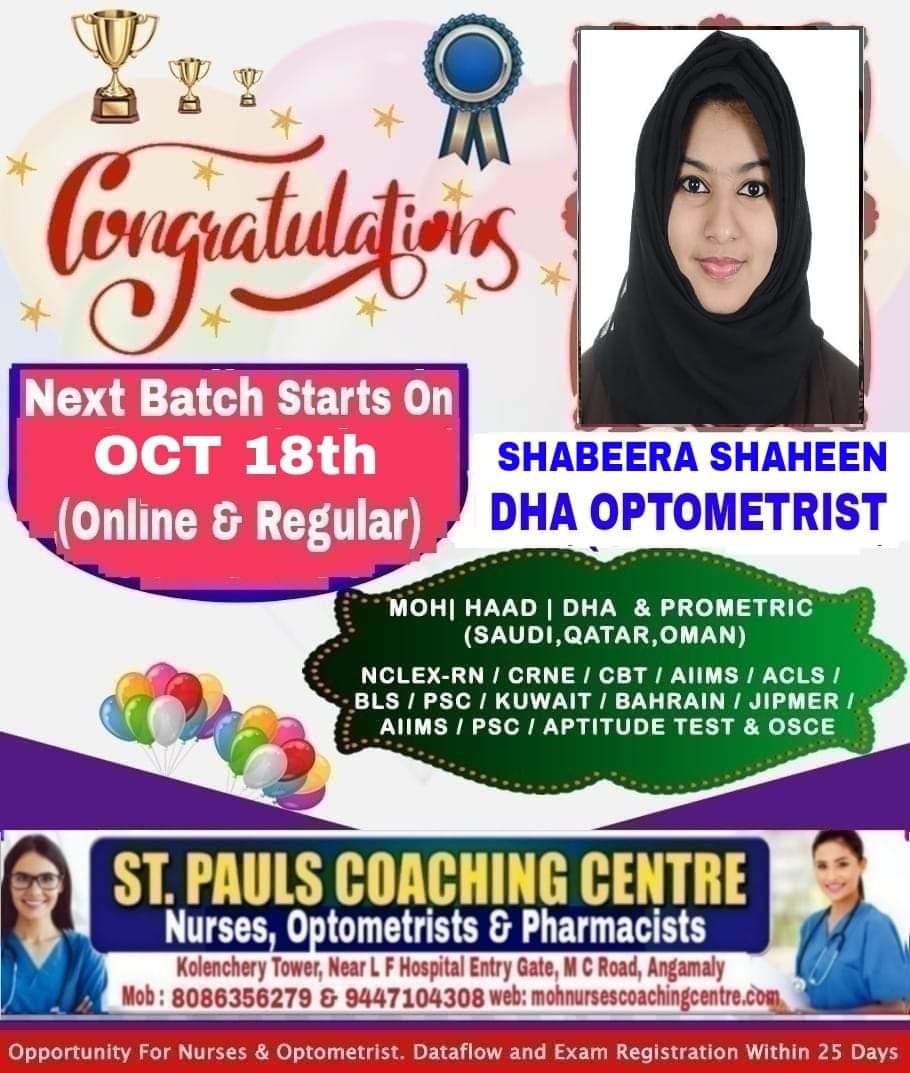 Congratulations
Next Batch Starts On
OCT 18th
(Online & Regular)
SHABEERA SHAHEEN
DHA OPTOMETRIST
MOH| HAAD | DHA & PROMETRIC
(SAUDI,QATAR,OMAN)
NCLEX-RN / CRNE / CBT / AIIMS / ACLS /
BLS / PSC / KUWAIT / BAHRAIN / JIPMER /
AIIMS / PSC / APTITUDE TEST & OSCE
ST. PAULS COACHING CENTRE
Nurses, Optometrists & Pharmacists
Kolenchery Tower, Near L F Hospital Entry Gate, M C Road, Angamaly
Mob : 8086356279 & 9447104308 web: mohnursescoachingcentre.com
Opportunity For Nurses & Optometrist. Dataflow and Exam Registration Within 25 Days